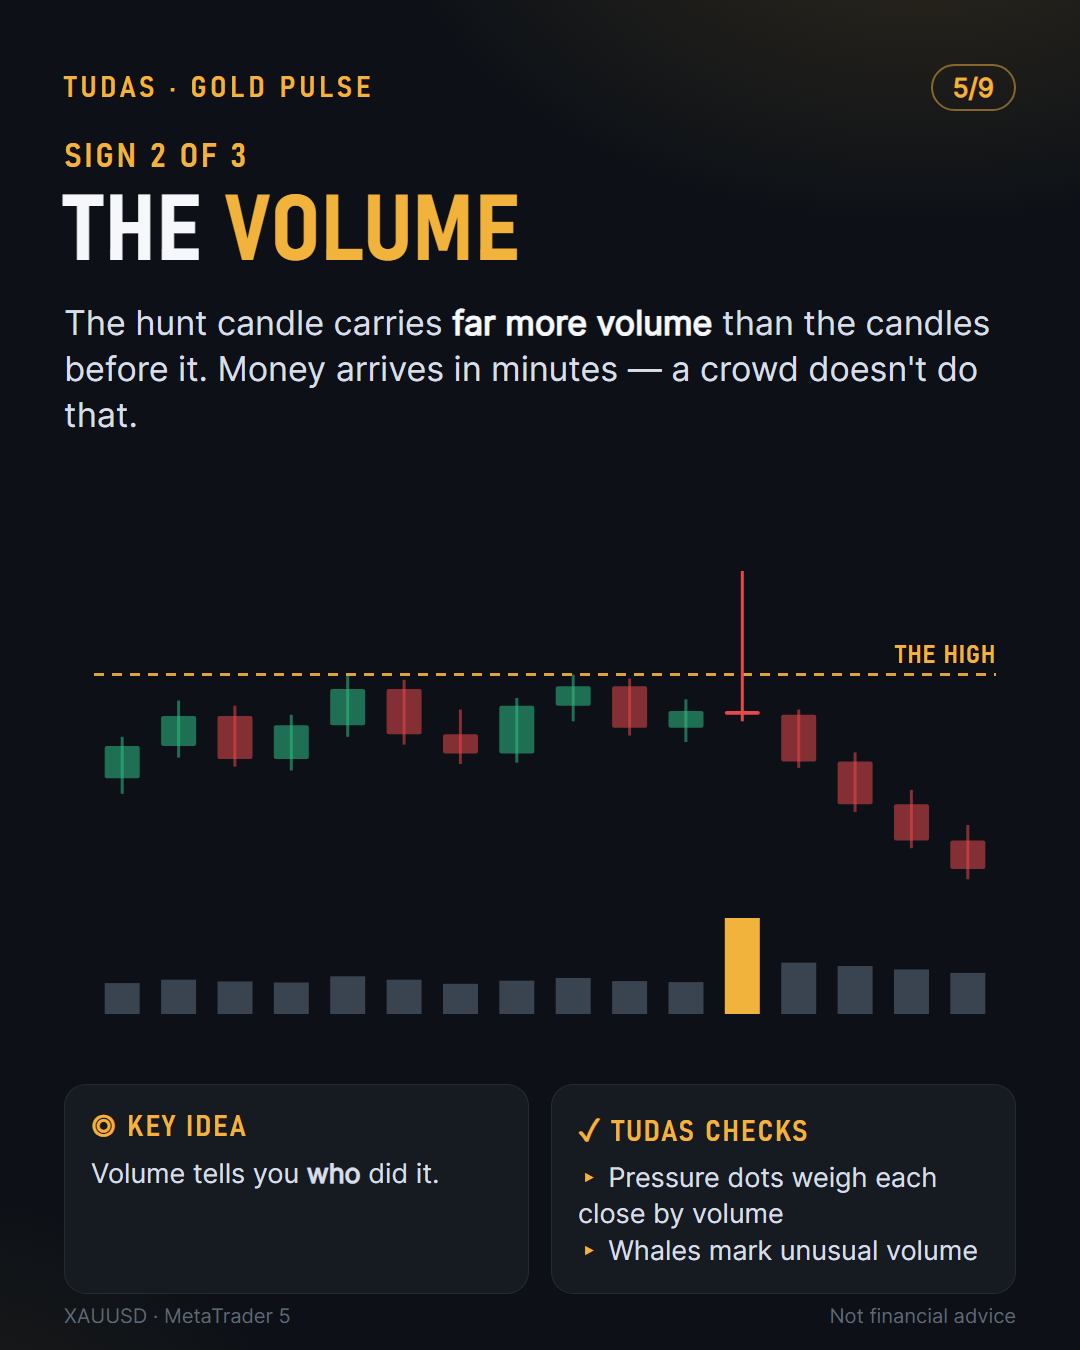 TUDAS · GOLD PULSE
5/9
SIGN 2 OF 3
THE VOLUME
The hunt candle carries far more volume than the candles
before it. Money arrives in minutes — a crowd doesn't do
that.
THE HIGH
KEY IDEA
Volume tells you who did it.
✓ TUDAS CHECKS
▸ Pressure dots weigh each
close by volume
▸ Whales mark unusual volume
XAUUSD · MetaTrader 5
Not financial advice